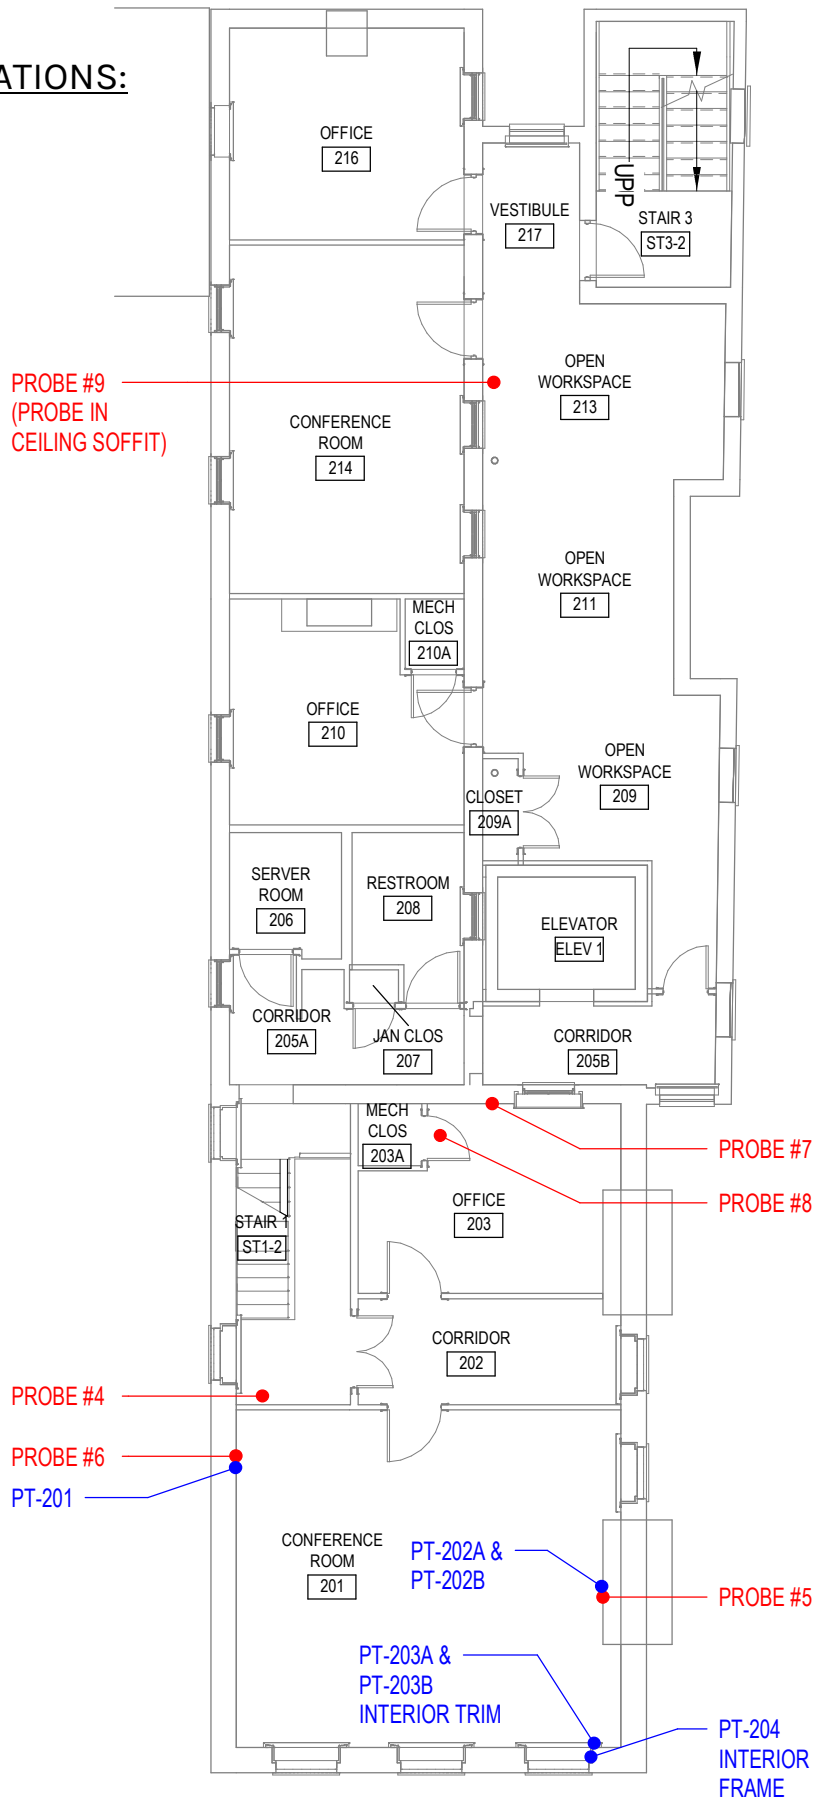 ATIONS:
OFFICE
216
VESTIBULE
217
UP
STAIR 3
ST3-2
PROBE #9
(PROBE IN
CEILING SOFFIT)
OPEN
WORKSPACE
213
CONFERENCE
ROOM
214
OPEN
WORKSPACE
211
MECH
CLOS
210A
OFFICE
210
OPEN
WORKSPACE
209
CLOSET
209A
SERVER
ROOM
206
RESTROOM
208
ELEVATOR
ELEV 1
CORRIDOR
205A
JAN CLOS
207
CORRIDOR
205B
MECH
CLOS
203A
PROBE #7
PROBE #8
OFFICE
203
STAIR 1
ST1-2
CORRIDOR
202
PROBE #4
PROBE #6
PT-201
CONFERENCE
ROOM
201
PT-202A &
PT-202B
PROBE #5
PT-203A &
PT-203B
INTERIOR TRIM
PT-204
INTERIOR
FRAME